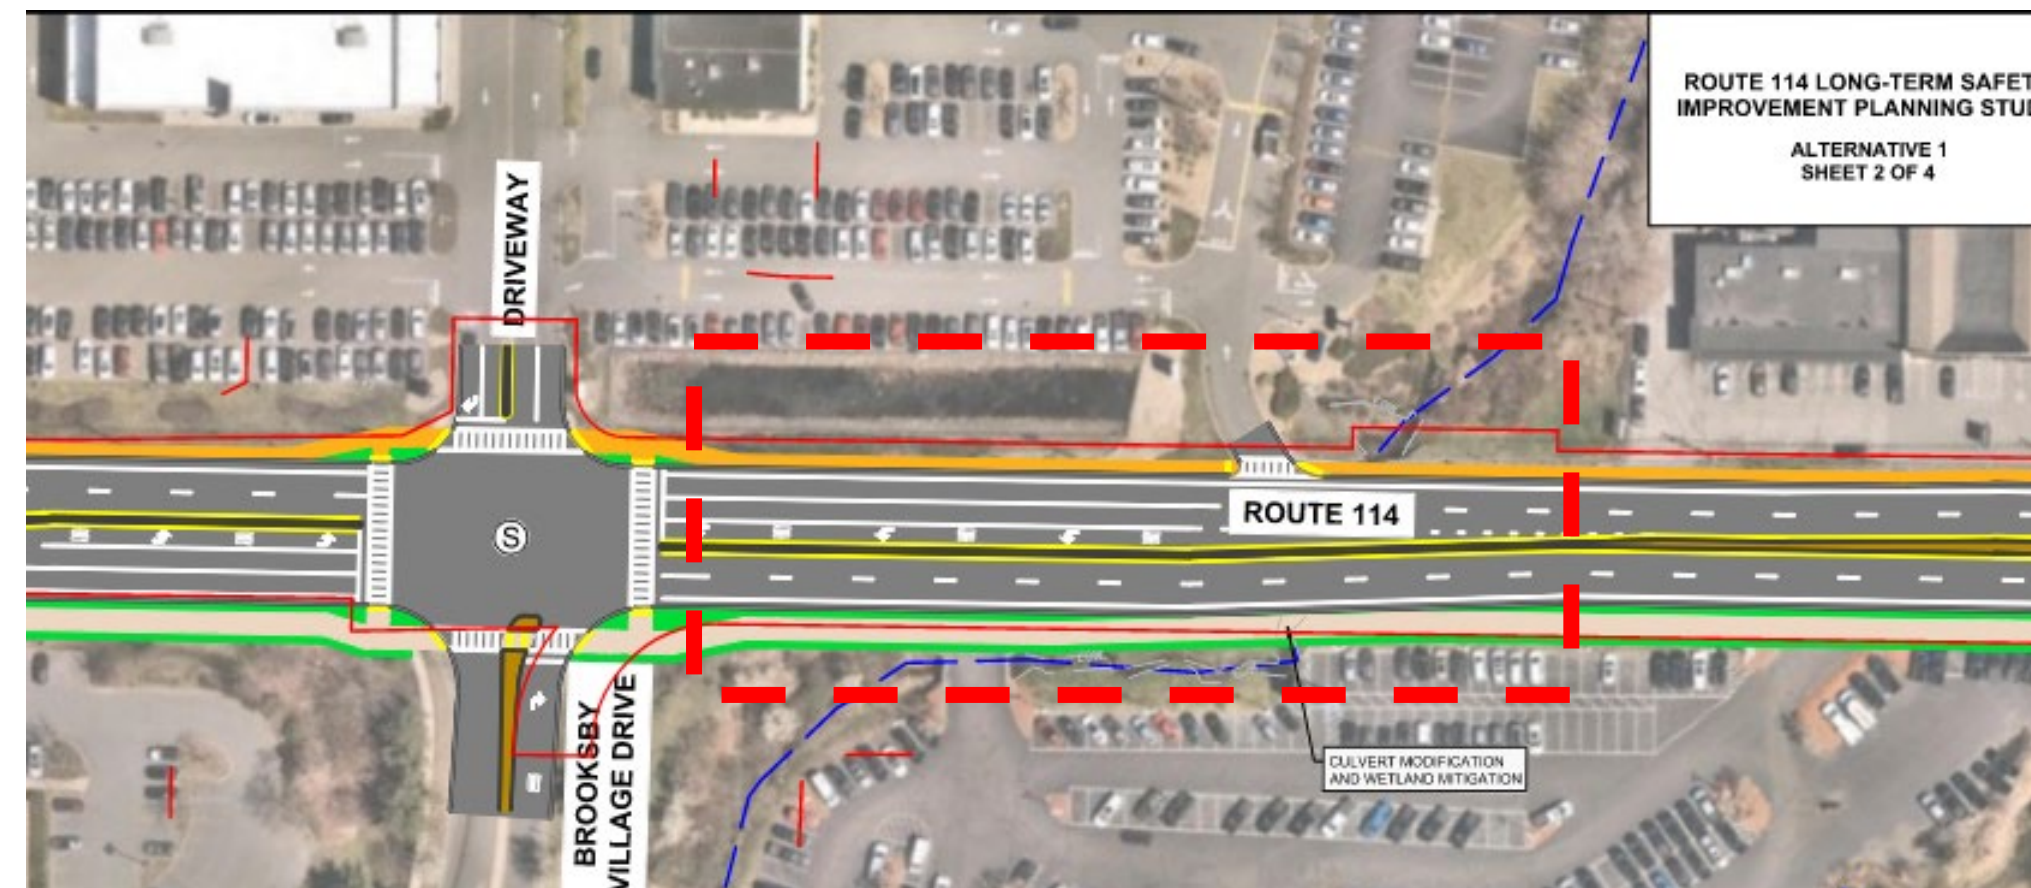 ROUTE 114 LONG-TERM SAFET
IMPROVEMENT PLANNING STU
ALTERNATIVE 1
SHEET 2 OF 4
DRIVEWAY
S
ROUTE 114
BROOKSBY
VILLAGE DRIVE
CULVERT MODIFICATION
AND WETLAND MITIGATION